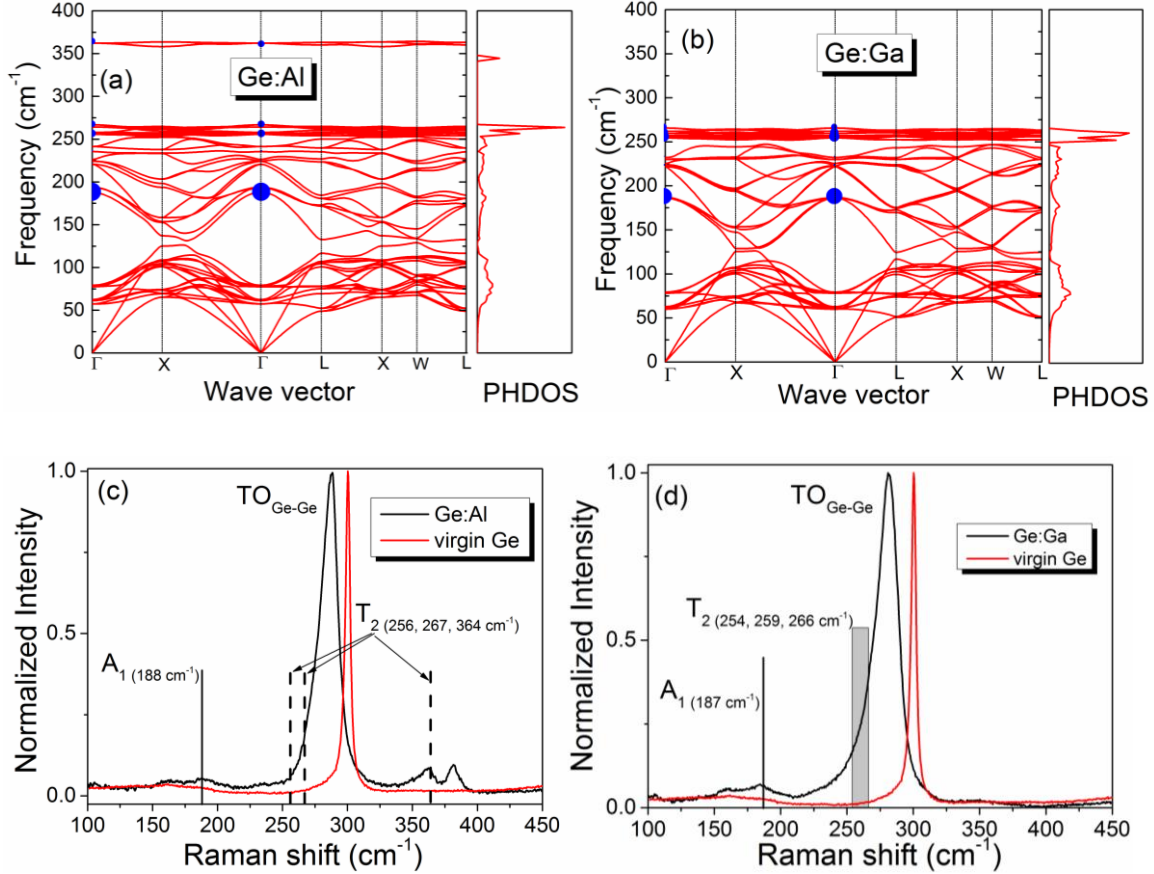 (a)
Ge:Al
Frequency (cm⁻¹)
400
350
300
250
200
150
100
50
0
Γ X Γ L X W L
Wave vector
PHDOS
(b)
Ge:Ga
Frequency (cm⁻¹)
400
350
300
250
200
150
100
50
0
Γ X Γ L X W L
Wave vector
PHDOS
(c)
TO Ge-Ge
Ge:Al
virgin Ge
T₂ (256, 267, 364 cm⁻¹)
A₁ (188 cm⁻¹)
Normalized Intensity
1.0
0.5
0.0
100 150 200 250 300 350 400 450
Raman shift (cm⁻¹)
(d)
TO Ge-Ge
Ge:Ga
virgin Ge
T₂ (254, 259, 266 cm⁻¹)
A₁ (187 cm⁻¹)
Normalized Intensity
1.0
0.5
0.0
100 150 200 250 300 350 400 450
Raman shift (cm⁻¹)